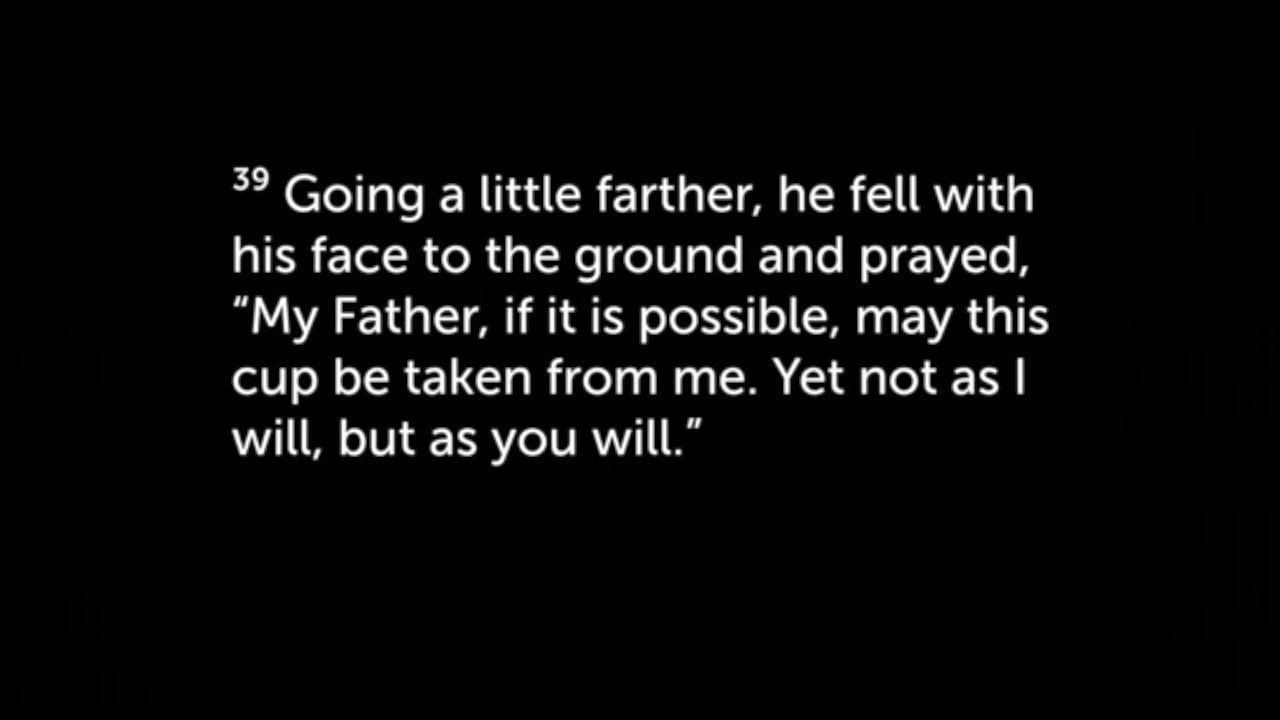 39 Going a little farther, he fell with
his face to the ground and prayed,
“My Father, if it is possible, may this
cup be taken from me. Yet not as I
will, but as you will.”